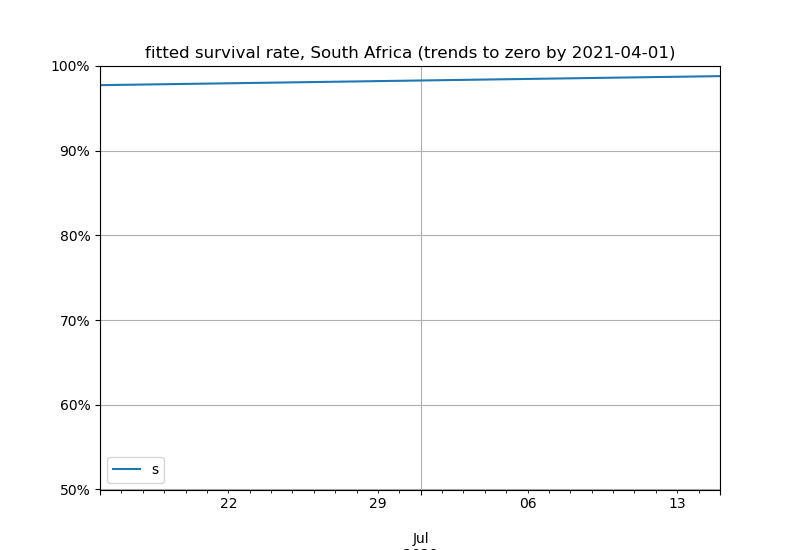 fitted survival rate, South Africa (trends to zero by 2021-04-01)
100%
90%
80%
70%
60%
50%
s
22 29 06 13
Jul